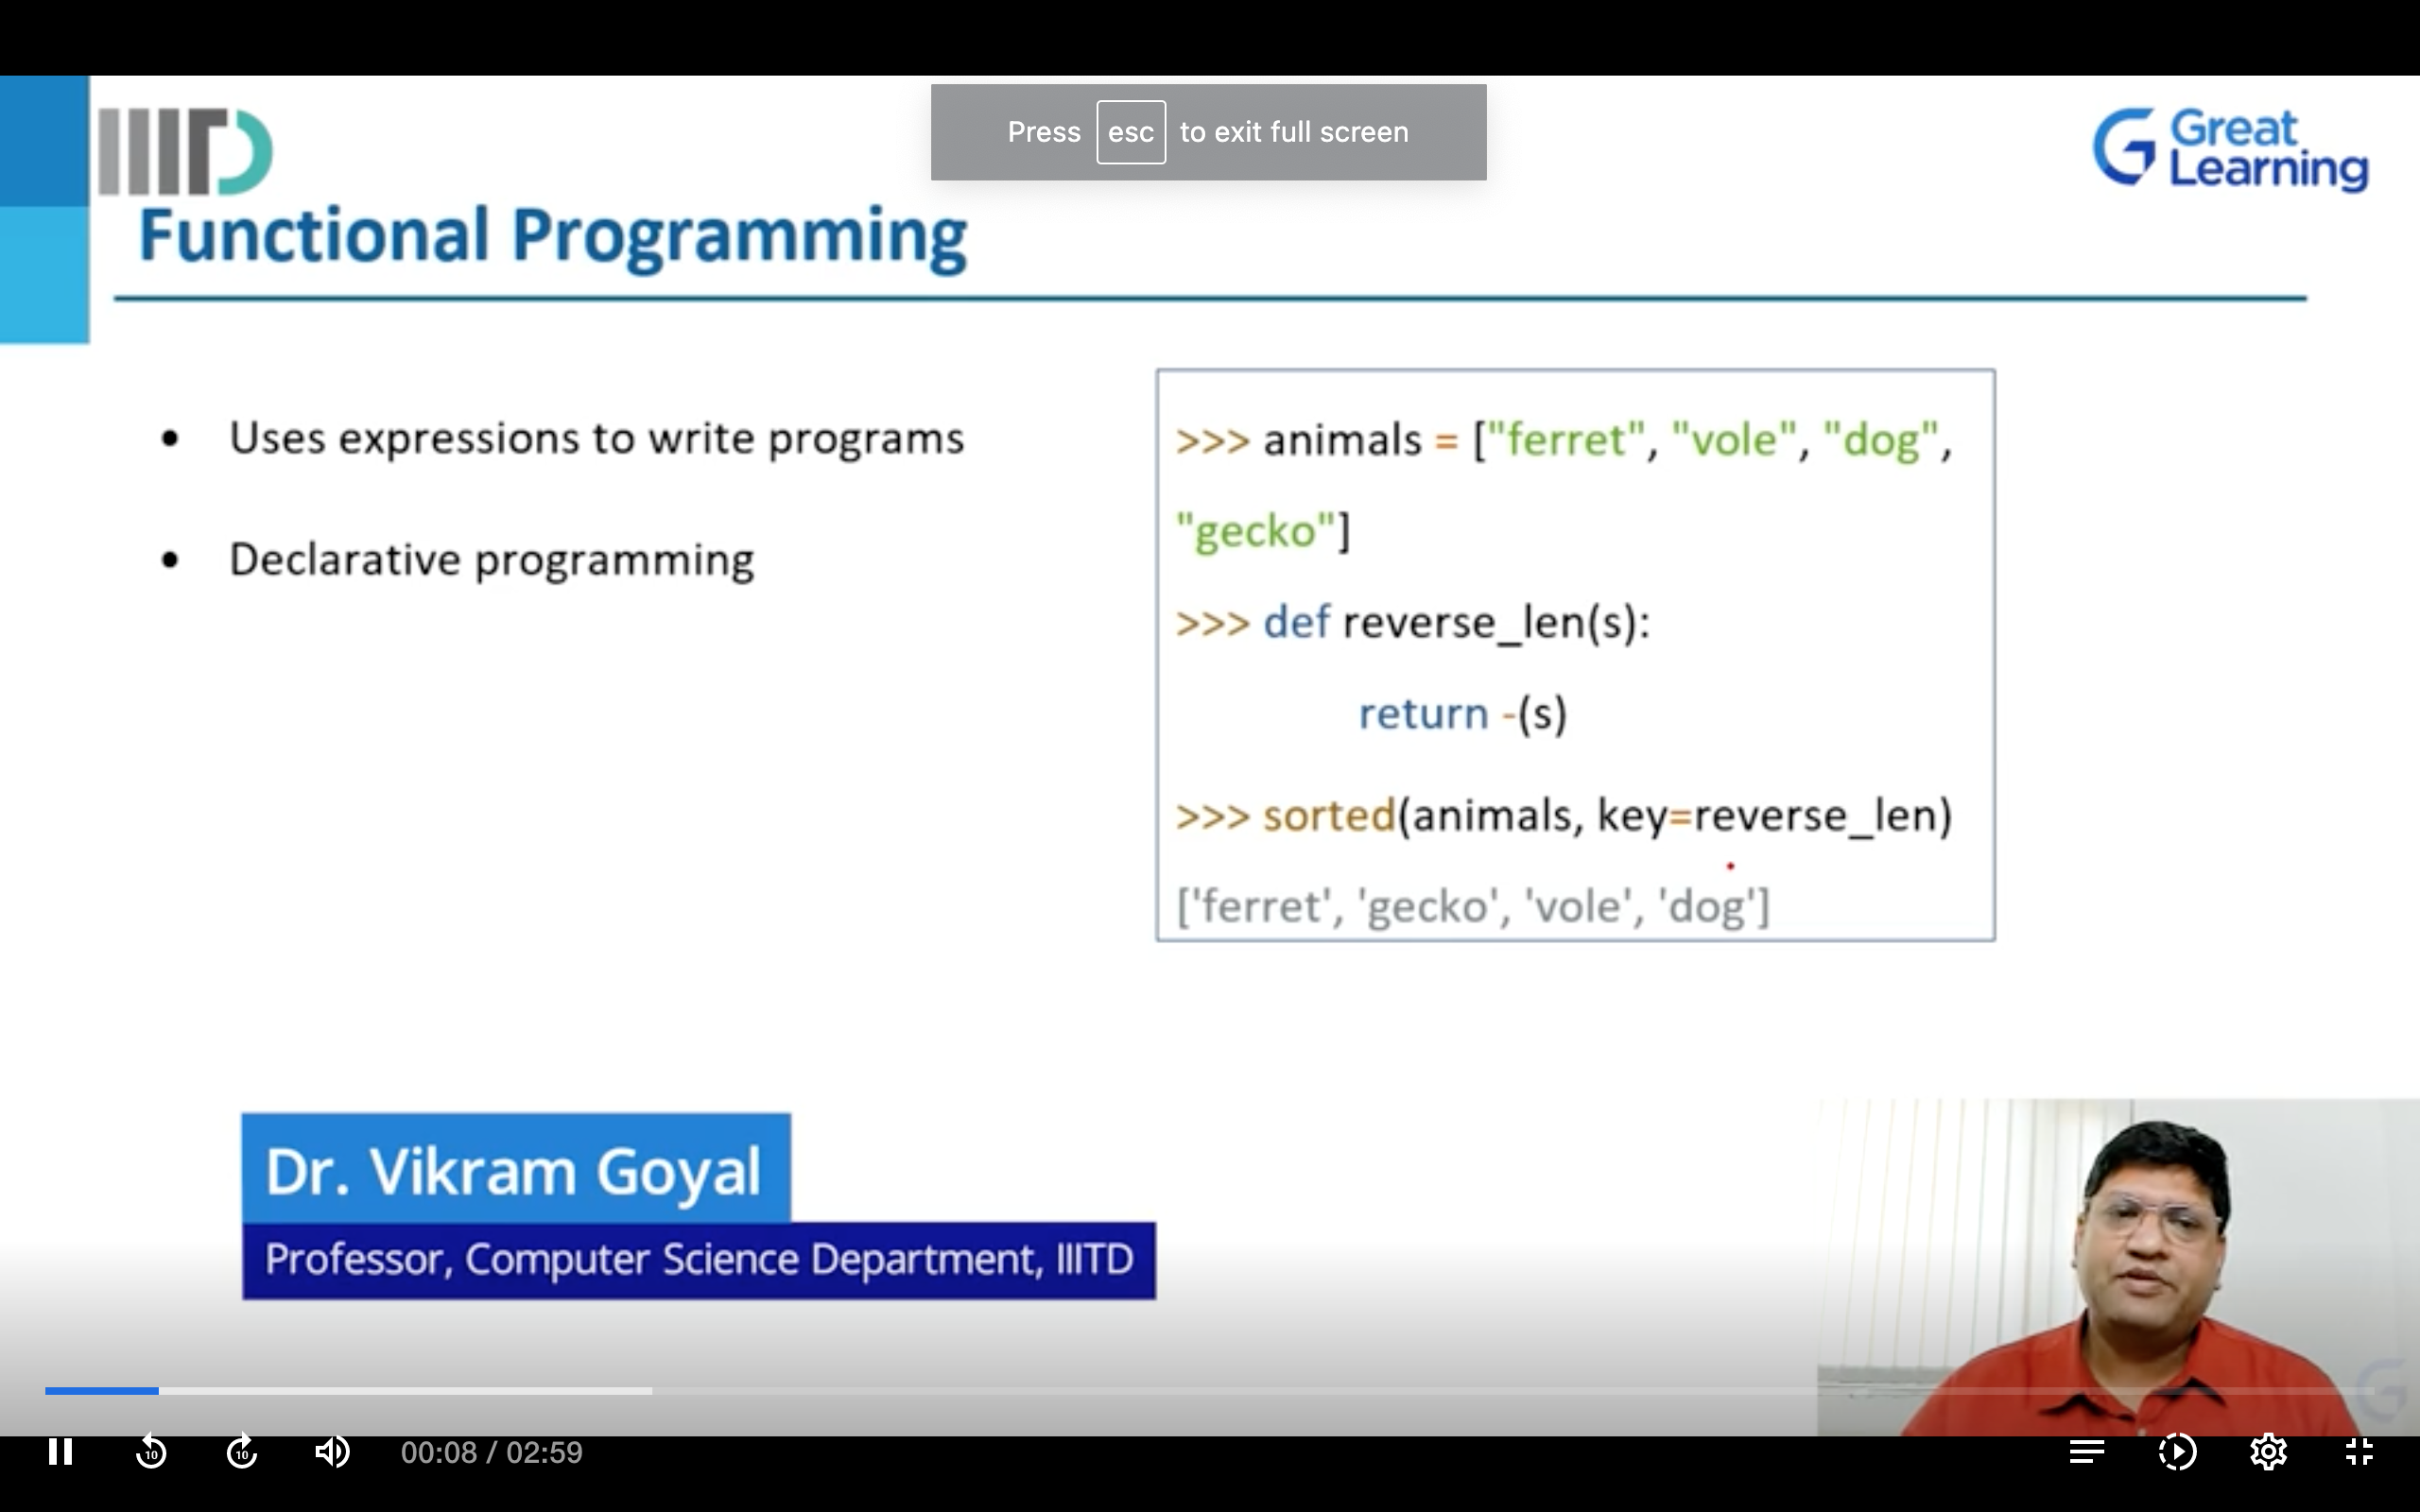 IIITD
Press esc to exit full screen
Great
Learning
Functional Programming
• Uses expressions to write programs
• Declarative programming
>>> animals = ["ferret", "vole", "dog",
"gecko"]
>>> def reverse_len(s):
return -(s)
>>> sorted(animals, key=reverse_len)
['ferret', 'gecko', 'vole', 'dog']
Dr. Vikram Goyal
Professor, Computer Science Department, IIITD
10
10
00:08 / 02:59